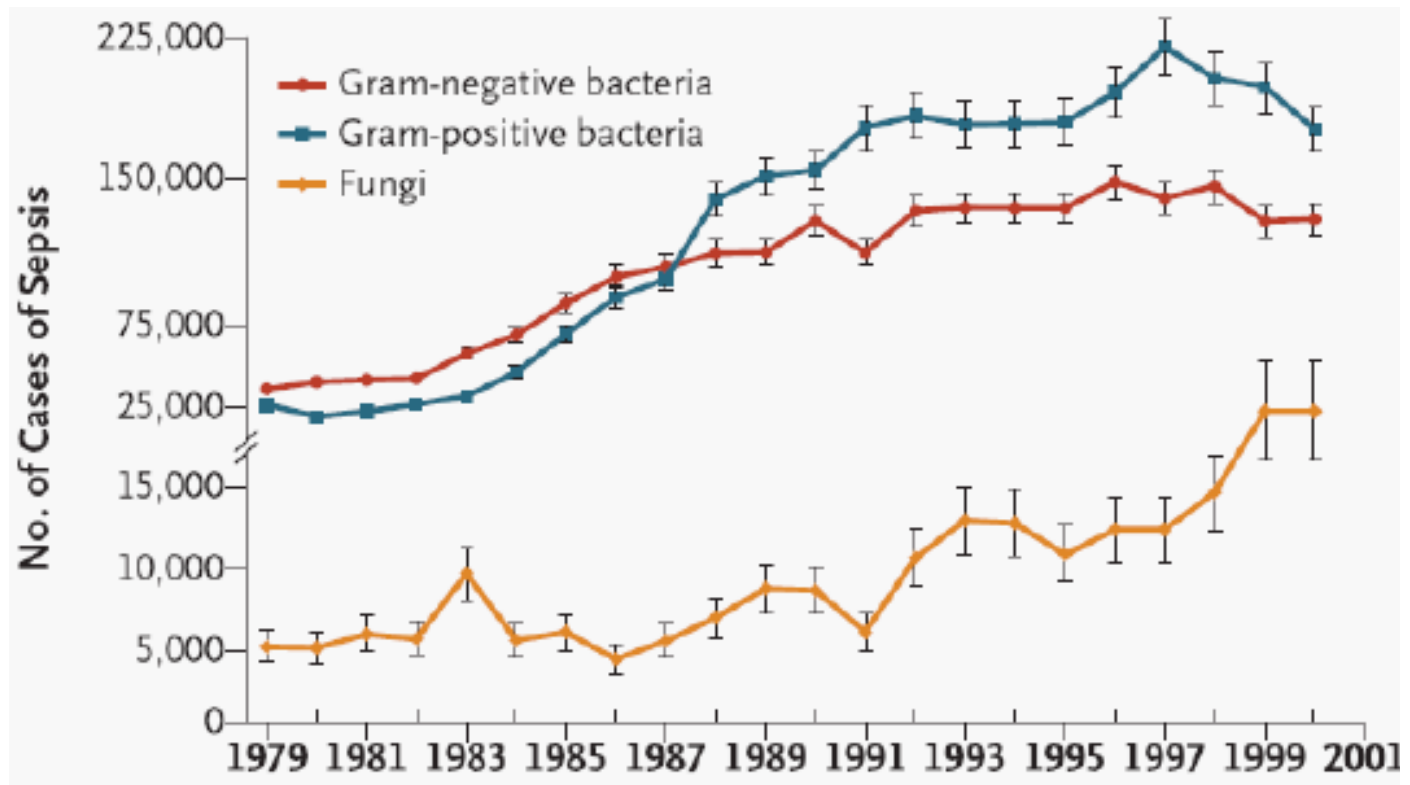 225,000
Gram-negative bacteria
Gram-positive bacteria
150,000
Fungi
No. of Cases of Sepsis
75,000
25,000
15,000
10,000
5,000
0
1979 1981 1983 1985 1987 1989 1991 1993 1995 1997 1999 2001